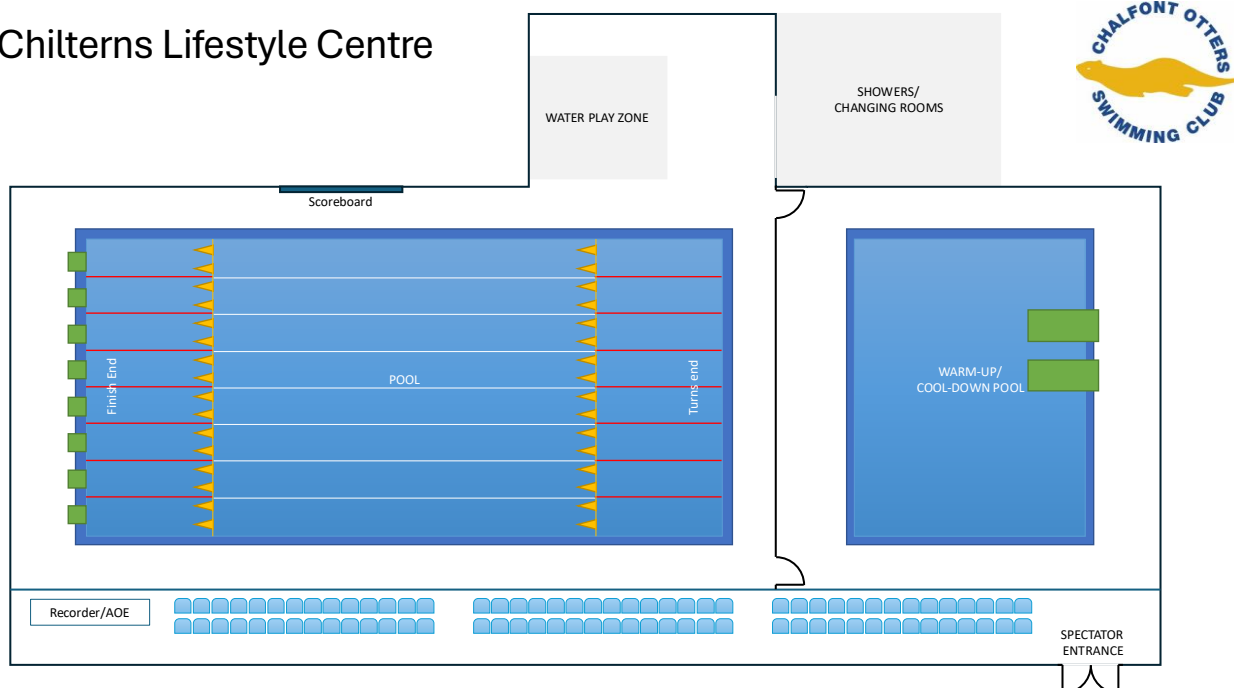 Chilterns Lifestyle Centre
CHALFONT OTTERS
SWIMMING CLUB
WATER PLAY ZONE
SHOWERS/
CHANGING ROOMS
Scoreboard
Finish End
POOL
Turns end
WARM-UP/
COOL-DOWN POOL
Recorder/AOE
SPECTATOR
ENTRANCE